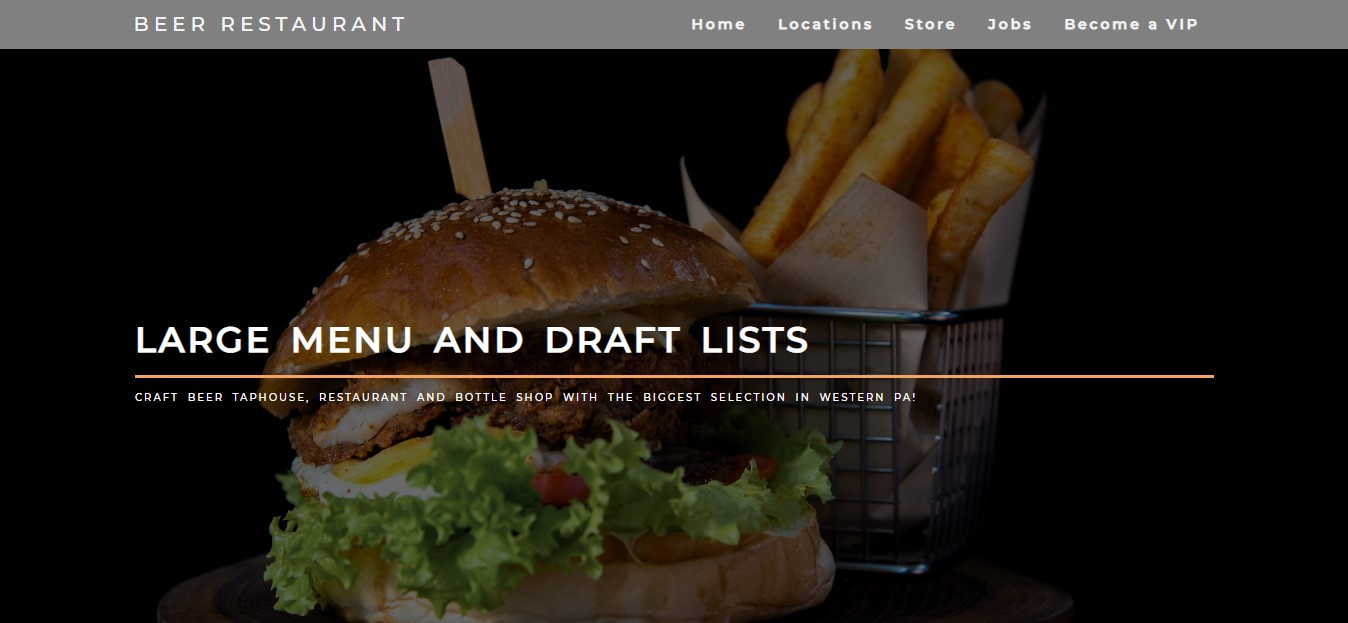 BEER RESTAURANT
Home Locations Store Jobs Become a VIP
LARGE MENU AND DRAFT LISTS
CRAFT BEER TAPHOUSE, RESTAURANT AND BOTTLE SHOP WITH THE BIGGEST SELECTION IN WESTERN PA!